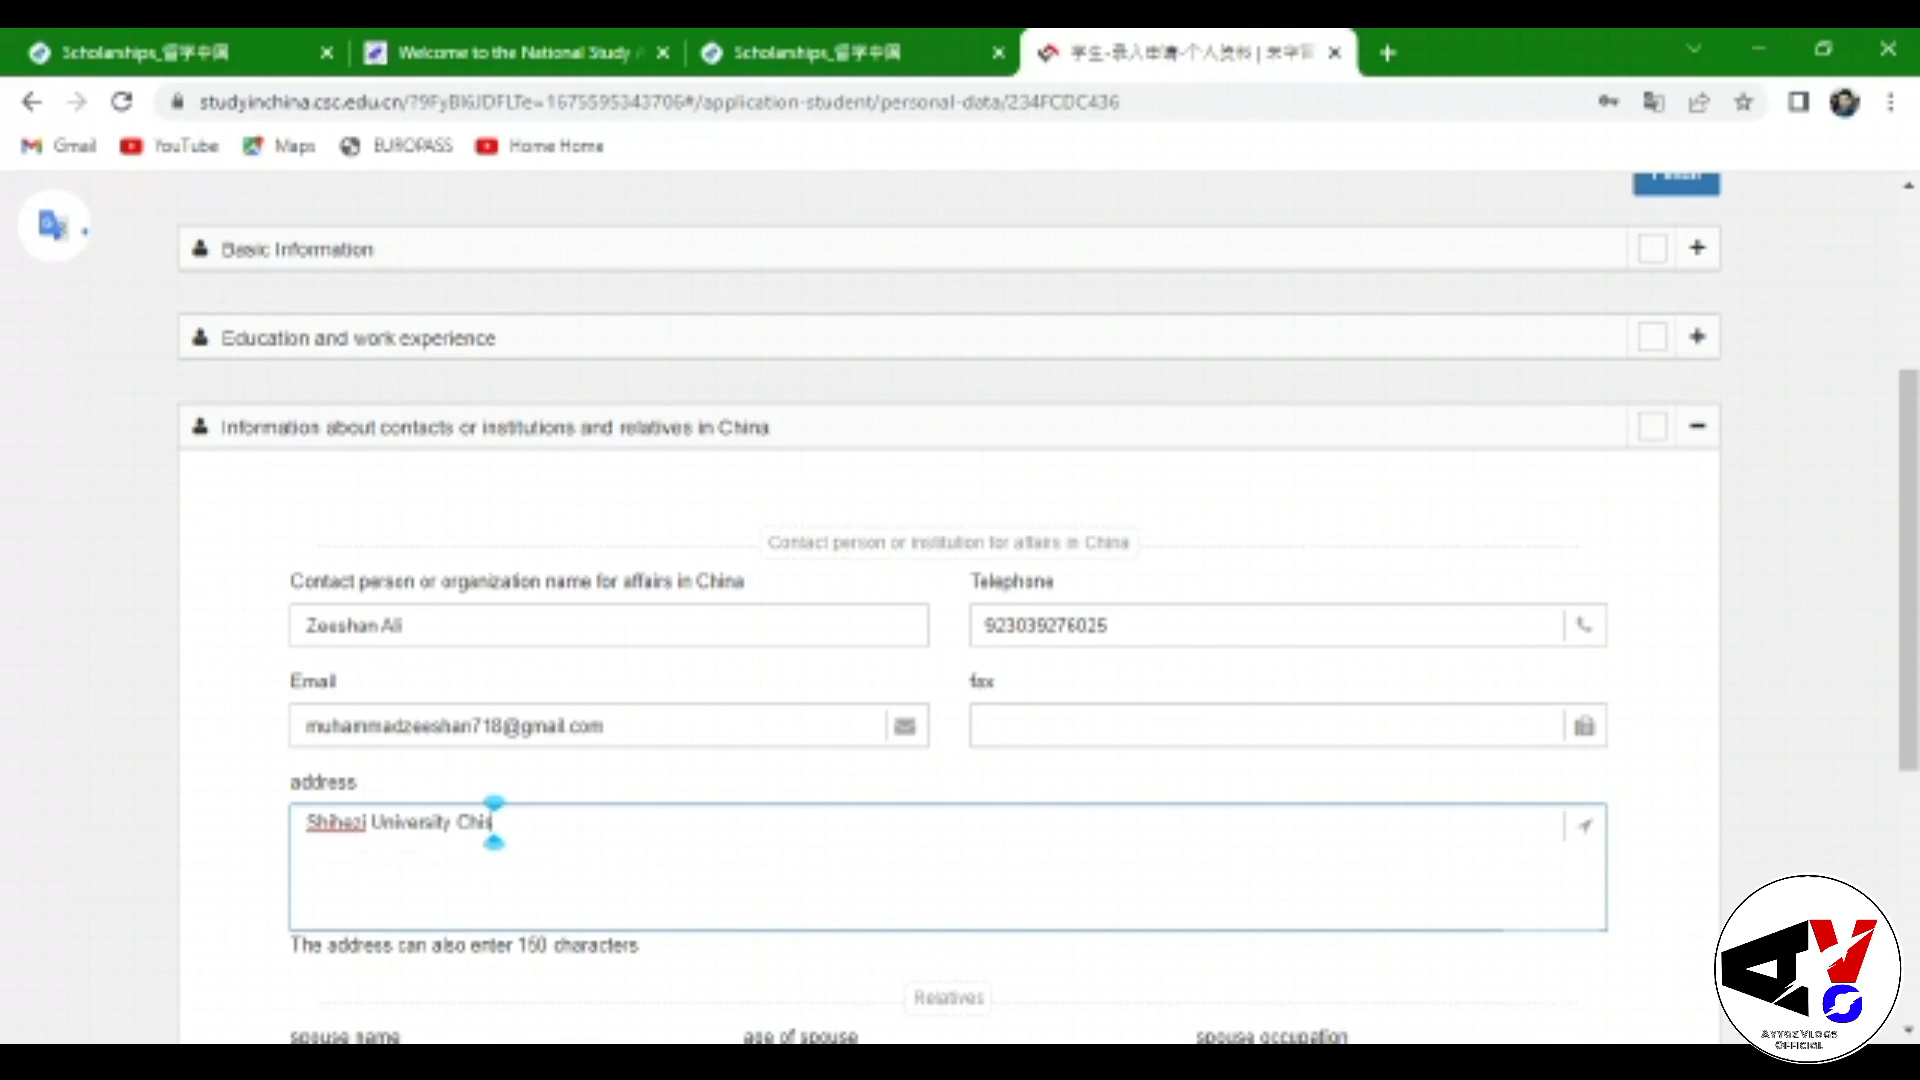 Scholarships_留学中国
Welcome to the National Study
Scholarships_留学中国
学生-录入申请-个人资料 | 来华
studyinchina.csc.edu.cn/?9FyBl6JDFLTe=1675595343706#/application-student/personal-data/234FCDC436
Gmail YouTube Maps EUROPASS Home Home
Basic Information
Education and work experience
Information about contacts or institutions and relatives in China
Contact person or institution for affairs in China
Contact person or organization name for affairs in China Telephone
Zeeshan Ali 923039276025
Email fax
muhammadzeeshan718@gmail.com
address
Shihezi University Chis
The address can also enter 150 characters
Relatives
spouse name age of spouse spouse occupation
AV
AyyazVlogs
Official